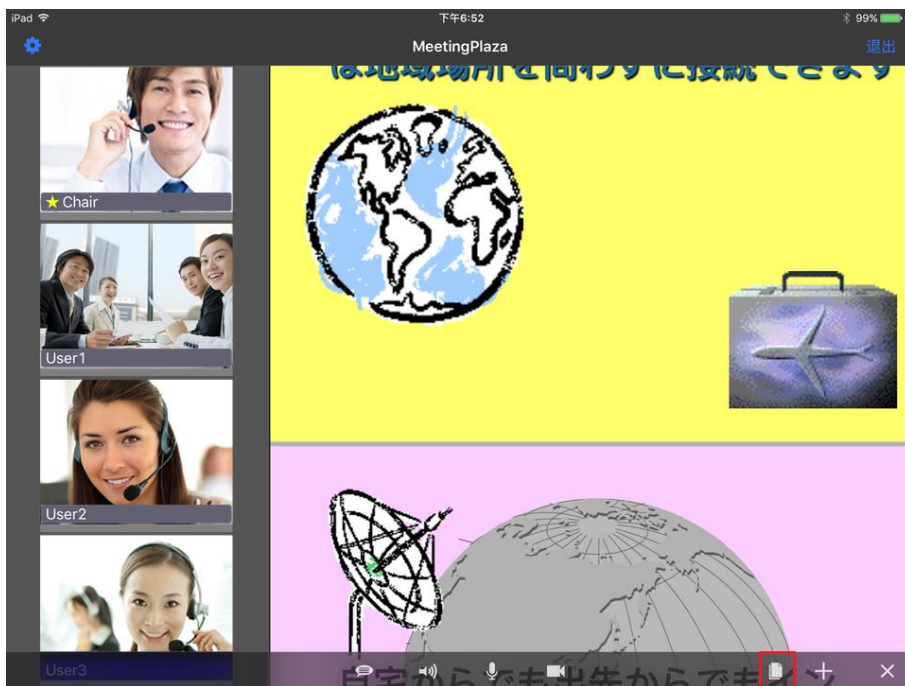 iPad 下午6:52 99%
MeetingPlaza 退出
は地域場所を問わずに接続できます
★Chair
User1
User2
User3
自宅からでも出先からでもイン